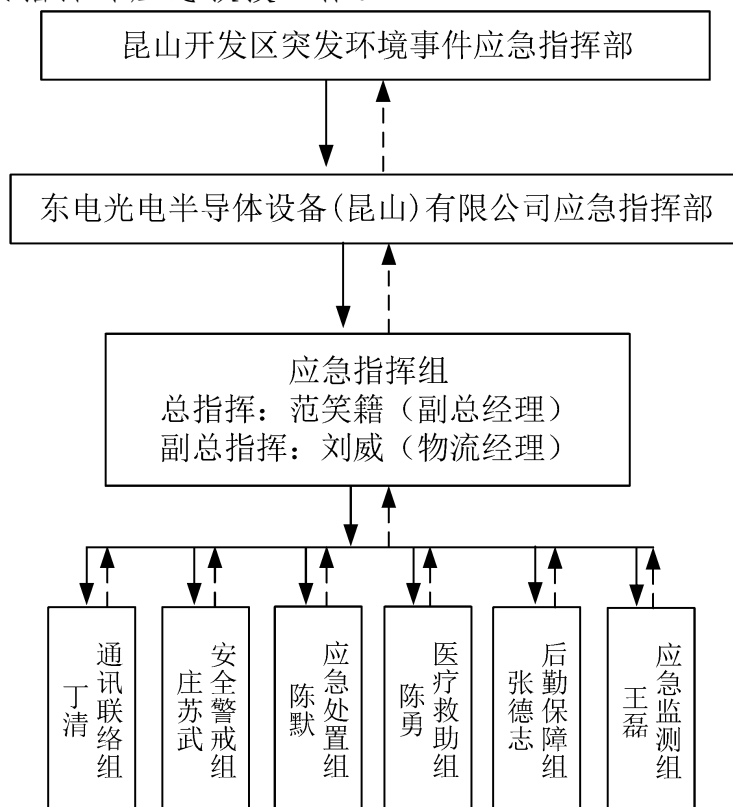 昆山开发区突发环境事件应急指挥部
东电光电半导体设备(昆山)有限公司应急指挥部
应急指挥组
总指挥：范笑籍（副总经理）
副总指挥：刘威（物流经理）
通讯联络组
丁清
安全警戒组
庄苏武
应急处置组
陈默
医疗救助组
陈勇
后勤保障组
张德志
应急监测组
王磊